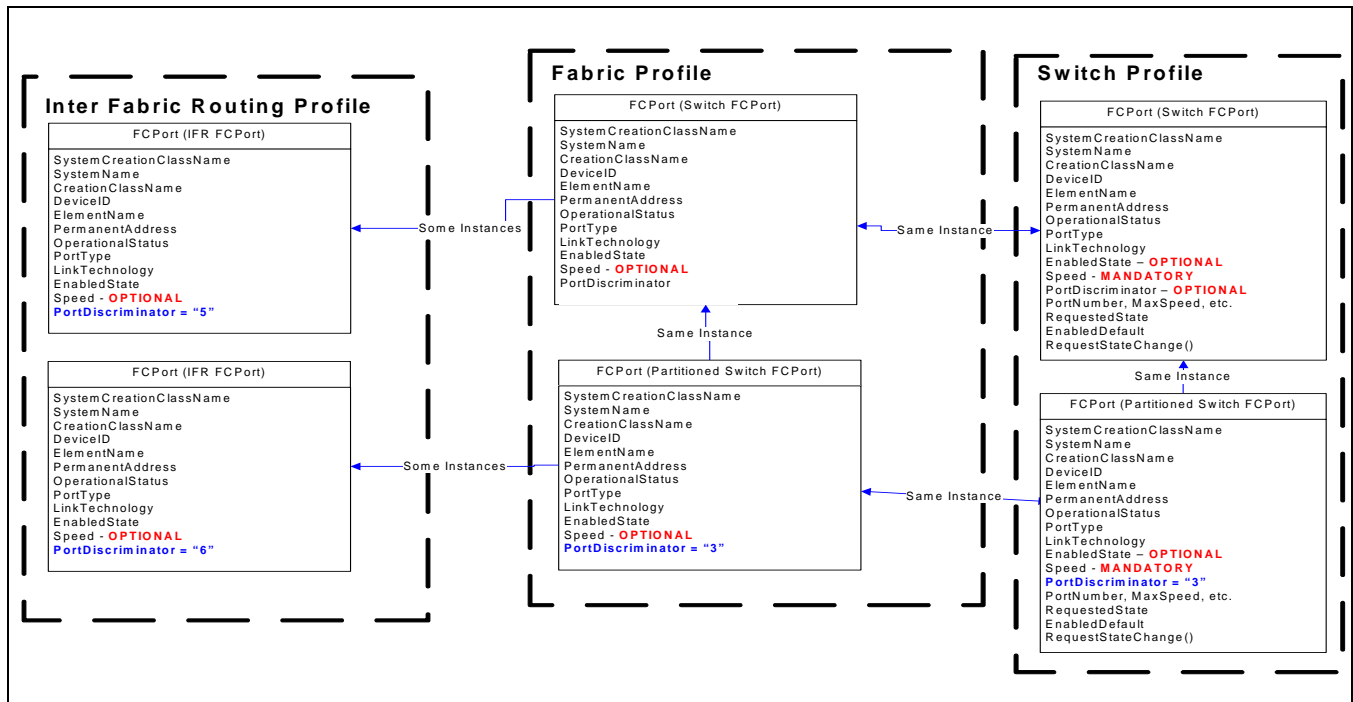 Inter Fabric Routing Profile
FCPort (IFR FCPort)
SystemCreationClassName
SystemName
CreationClassName
DeviceID
ElementName
PermanentAddress
OperationalStatus
PortType
LinkTechnology
EnabledState
Speed - OPTIONAL
PortDiscriminator = “5”
FCPort (IFR FCPort)
SystemCreationClassName
SystemName
CreationClassName
DeviceID
ElementName
PermanentAddress
OperationalStatus
PortType
LinkTechnology
EnabledState
Speed - OPTIONAL
PortDiscriminator = “6”
Some Instances
Some Instances
Fabric Profile
FCPort (Switch FCPort)
SystemCreationClassName
SystemName
CreationClassName
DeviceID
ElementName
PermanentAddress
OperationalStatus
PortType
LinkTechnology
EnabledState
Speed - OPTIONAL
PortDiscriminator
Same Instance
FCPort (Partitioned Switch FCPort)
SystemCreationClassName
SystemName
CreationClassName
DeviceID
ElementName
PermanentAddress
OperationalStatus
PortType
LinkTechnology
EnabledState
Speed - OPTIONAL
PortDiscriminator = “3”
Same Instance
Same Instance
Switch Profile
FCPort (Switch FCPort)
SystemCreationClassName
SystemName
CreationClassName
DeviceID
ElementName
PermanentAddress
OperationalStatus
PortType
LinkTechnology
EnabledState – OPTIONAL
Speed - MANDATORY
PortDiscriminator – OPTIONAL
PortNumber, MaxSpeed, etc.
RequestedState
EnabledDefault
RequestStateChange()
Same Instance
FCPort (Partitioned Switch FCPort)
SystemCreationClassName
SystemName
CreationClassName
DeviceID
ElementName
PermanentAddress
OperationalStatus
PortType
LinkTechnology
EnabledState – OPTIONAL
Speed - MANDATORY
PortDiscriminator = “3”
PortNumber, MaxSpeed, etc.
RequestedState
EnabledDefault
RequestStateChange()